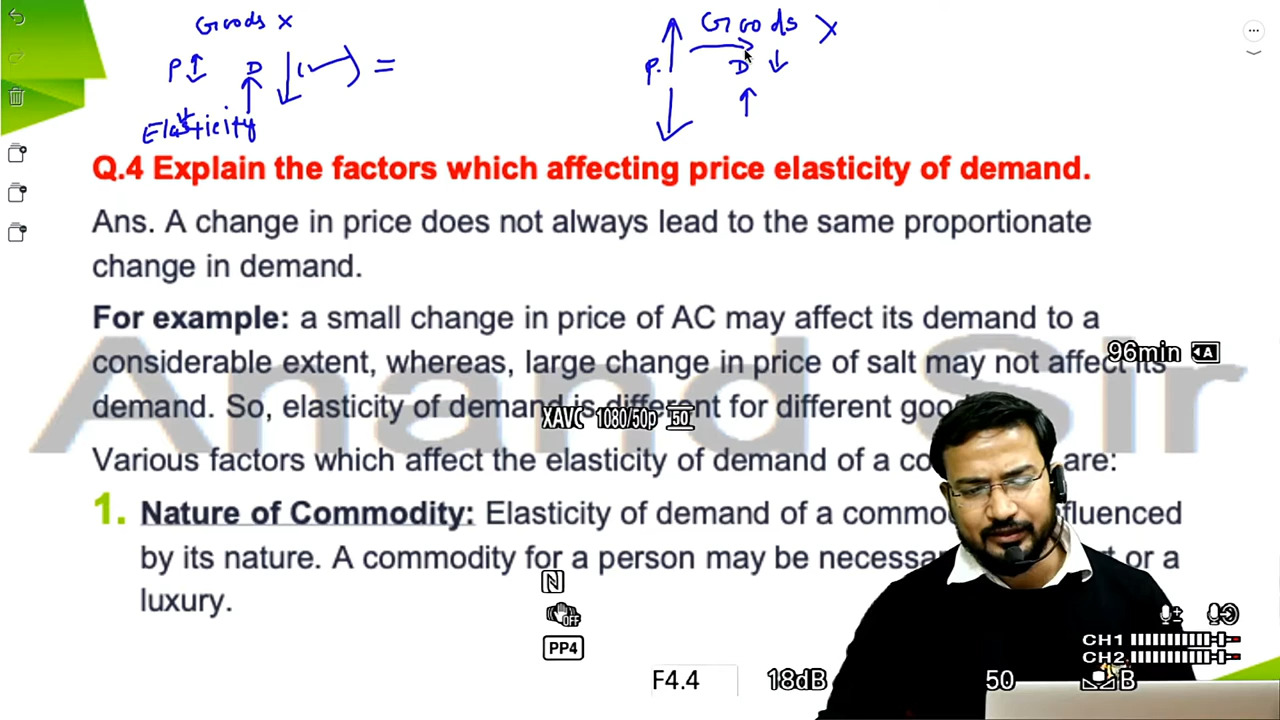 Goods x
Goods X
P D =
P. D
Elasticity
Q.4 Explain the factors which affecting price elasticity of demand.
Ans. A change in price does not always lead to the same proportionate
change in demand.
For example: a small change in price of AC may affect its demand to a
considerable extent, whereas, large change in price of salt may not affect its
demand. So, elasticity of demand is different for different goo
Various factors which affect the elasticity of demand of a co are:
1. Nature of Commodity: Elasticity of demand of a commo fluenced
by its nature. A commodity for a person may be necessa or a
luxury.
Anand Sir
96min A
XAVC 1080/50p 50
N
OFF
PP4
CH1
CH2
F4.4 18dB 50 B